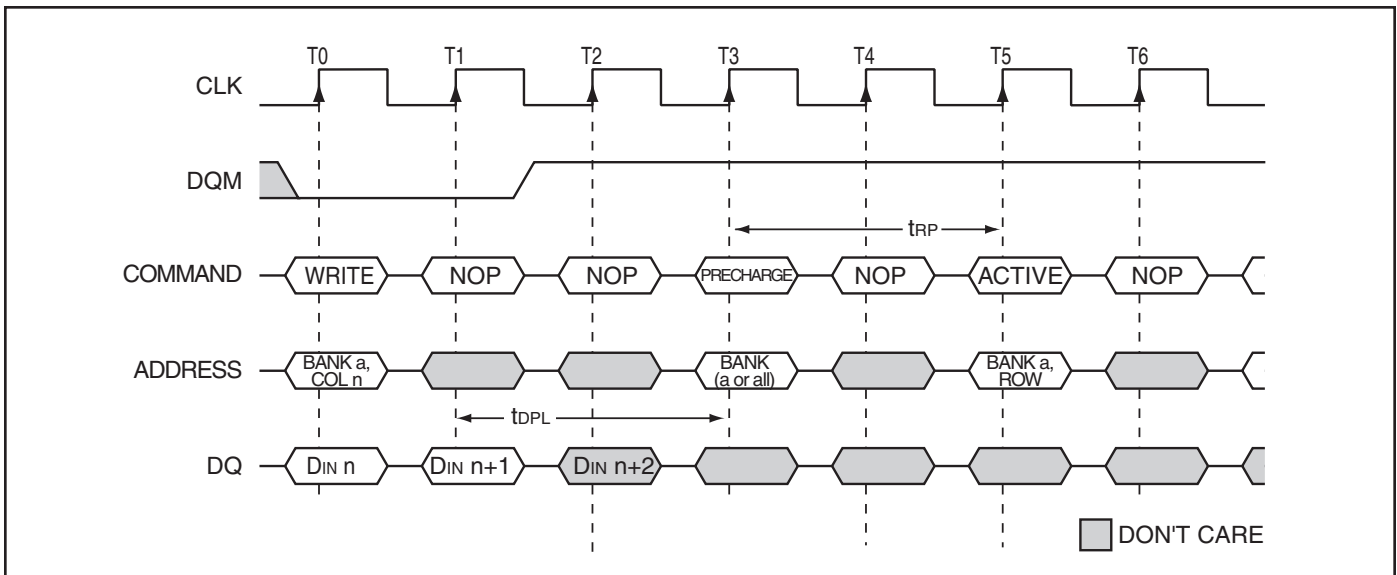 T0 T1 T2 T3 T4 T5 T6
CLK
DQM
tRP
COMMAND WRITE NOP NOP PRECHARGE NOP ACTIVE NOP
ADDRESS BANK a, COL n BANK (a or all) BANK a, ROW
tDPL
DQ DIN n DIN n+1 DIN n+2
DON'T CARE